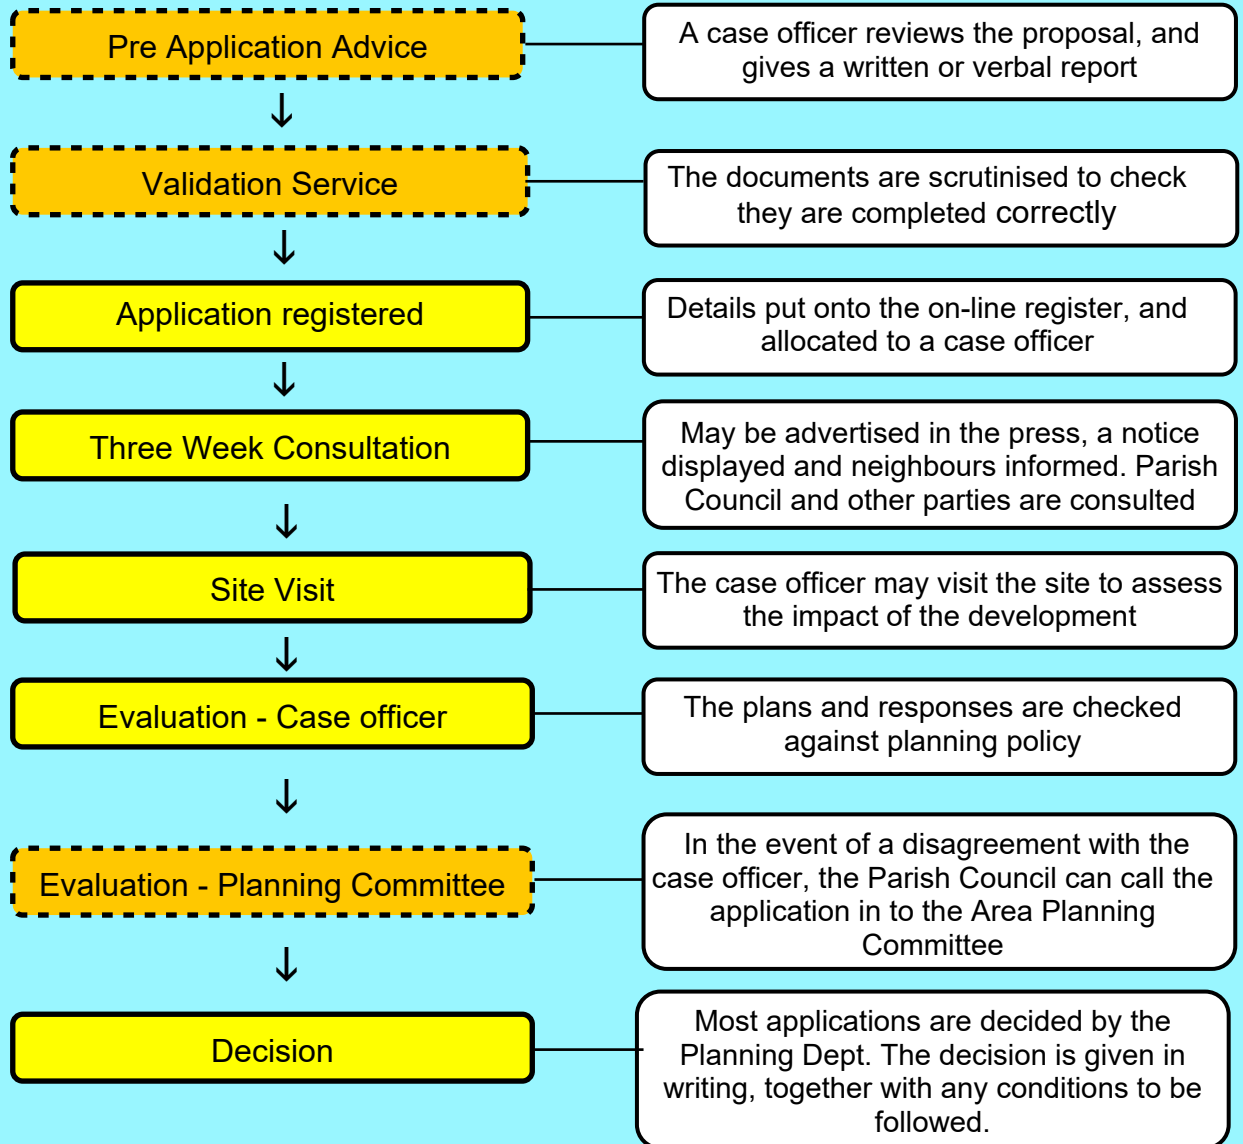 Pre Application Advice
A case officer reviews the proposal, and
gives a written or verbal report
↓
Validation Service
The documents are scrutinised to check
they are completed correctly
↓
Application registered
Details put onto the on-line register, and
allocated to a case officer
↓
Three Week Consultation
May be advertised in the press, a notice
displayed and neighbours informed. Parish
Council and other parties are consulted
↓
Site Visit
The case officer may visit the site to assess
the impact of the development
↓
Evaluation - Case officer
The plans and responses are checked
against planning policy
↓
Evaluation - Planning Committee
In the event of a disagreement with the
case officer, the Parish Council can call the
application in to the Area Planning
Committee
↓
Decision
Most applications are decided by the
Planning Dept. The decision is given in
writing, together with any conditions to be
followed.